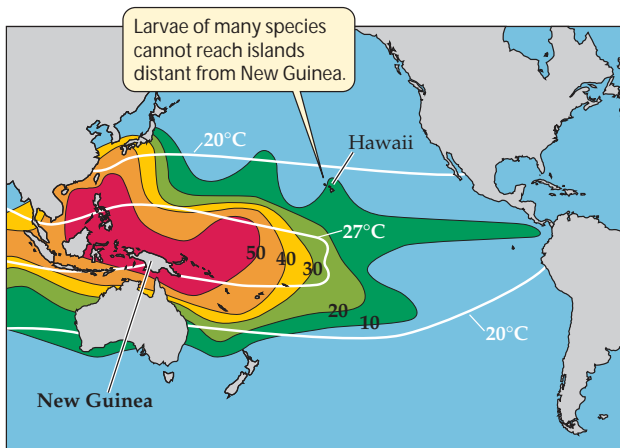 Larvae of many species
cannot reach islands
distant from New Guinea.
20°C
Hawaii
27°C
50
40
30
20
10
20°C
New Guinea